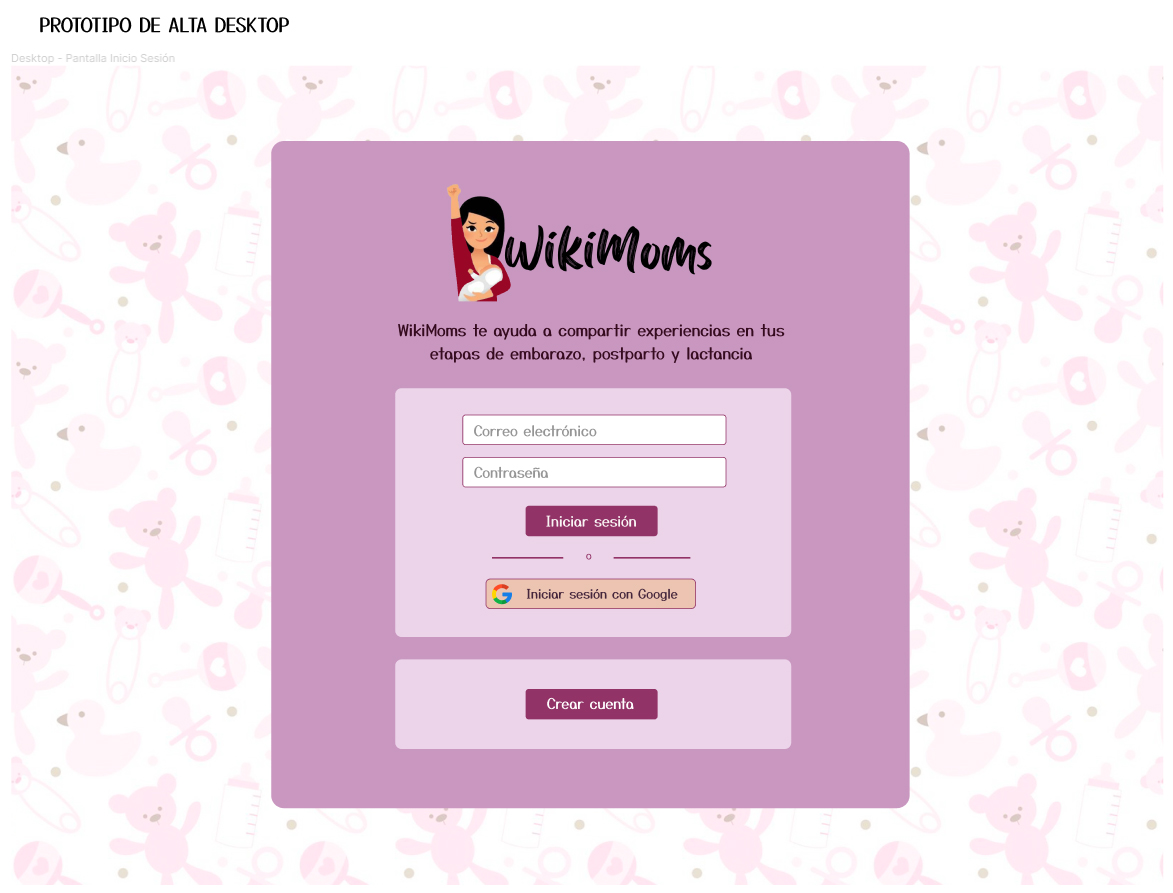 PROTOTIPO DE ALTA DESKTOP
Desktop - Pantalla Inicio Sesión
WikiMoms
WikiMoms te ayuda a compartir experiencias en tus
etapas de embarazo, postparto y lactancia
Correo electrónico
Contraseña
Iniciar sesión
o
Iniciar sesión con Google
Crear cuenta